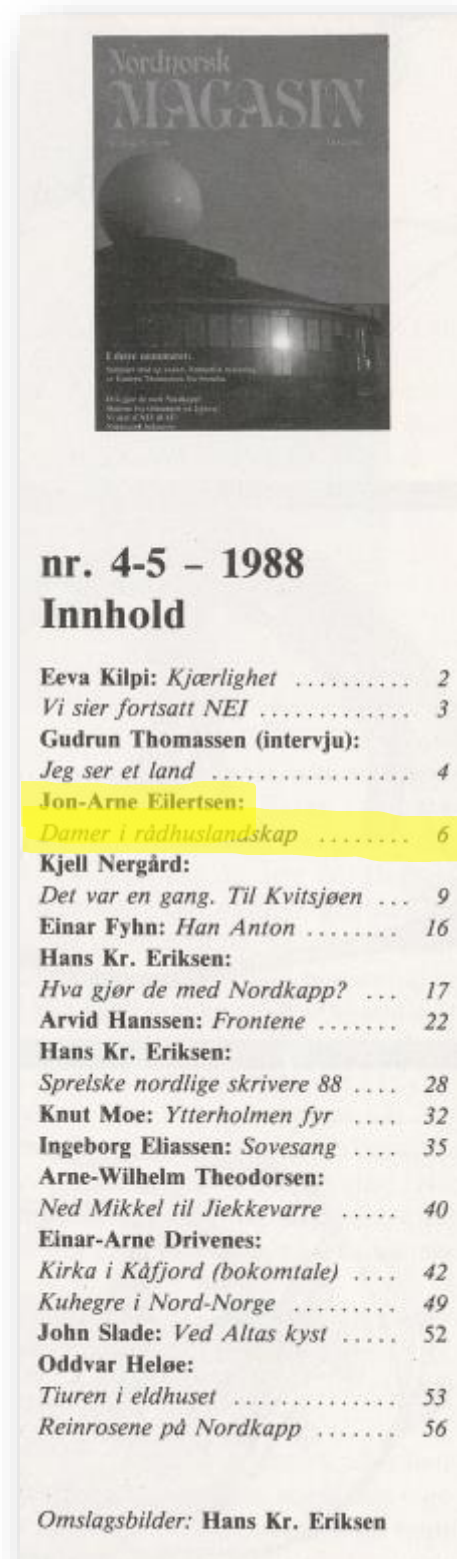 Nordnorsk
MAGASIN
I dette nummeret:
nr. 4-5 – 1988
Innhold
Eeva Kilpi: Kjærlighet .......... 2
Vi sier fortsatt NEI ............. 3
Gudrun Thomassen (intervju):
Jeg ser et land ................. 4
Jon-Arne Eilertsen:
Damer i rådhuslandskap ........ 6
Kjell Nergård:
Det var en gang. Til Kvitsjøen ... 9
Einar Fyhn: Han Anton ........ 16
Hans Kr. Eriksen:
Hva gjør de med Nordkapp? ... 17
Arvid Hanssen: Frontene ....... 22
Hans Kr. Eriksen:
Sprelske nordlige skrivere 88 .... 28
Knut Moe: Ytterholmen fyr .... 32
Ingeborg Eliassen: Sovesang .... 35
Arne-Wilhelm Theodorsen:
Ned Mikkel til Jiekkevarre ..... 40
Einar-Arne Drivenes:
Kirka i Kåfjord (bokomtale) .... 42
Kuhegre i Nord-Norge ......... 49
John Slade: Ved Altas kyst ..... 52
Oddvar Heløe:
Tiuren i eldhuset .............. 53
Reinrosene på Nordkapp ....... 56
Omslagsbilder: Hans Kr. Eriksen